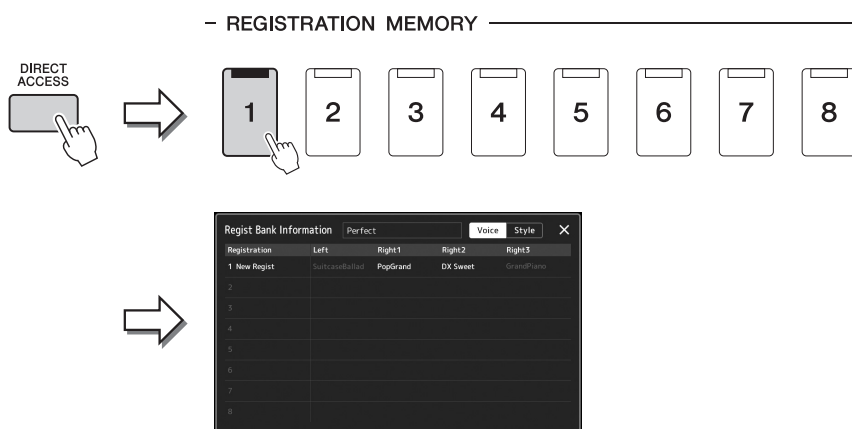 REGISTRATION MEMORY
DIRECT
ACCESS
1 2 3 4 5 6 7 8
Regist Bank Information Perfect Voice Style ×
Registration Left Right1 Right2 Right3
1 New Regist SuitcaseBallad PopGrand DX Sweet GrandPiano
2
3
4
5
6
7
8